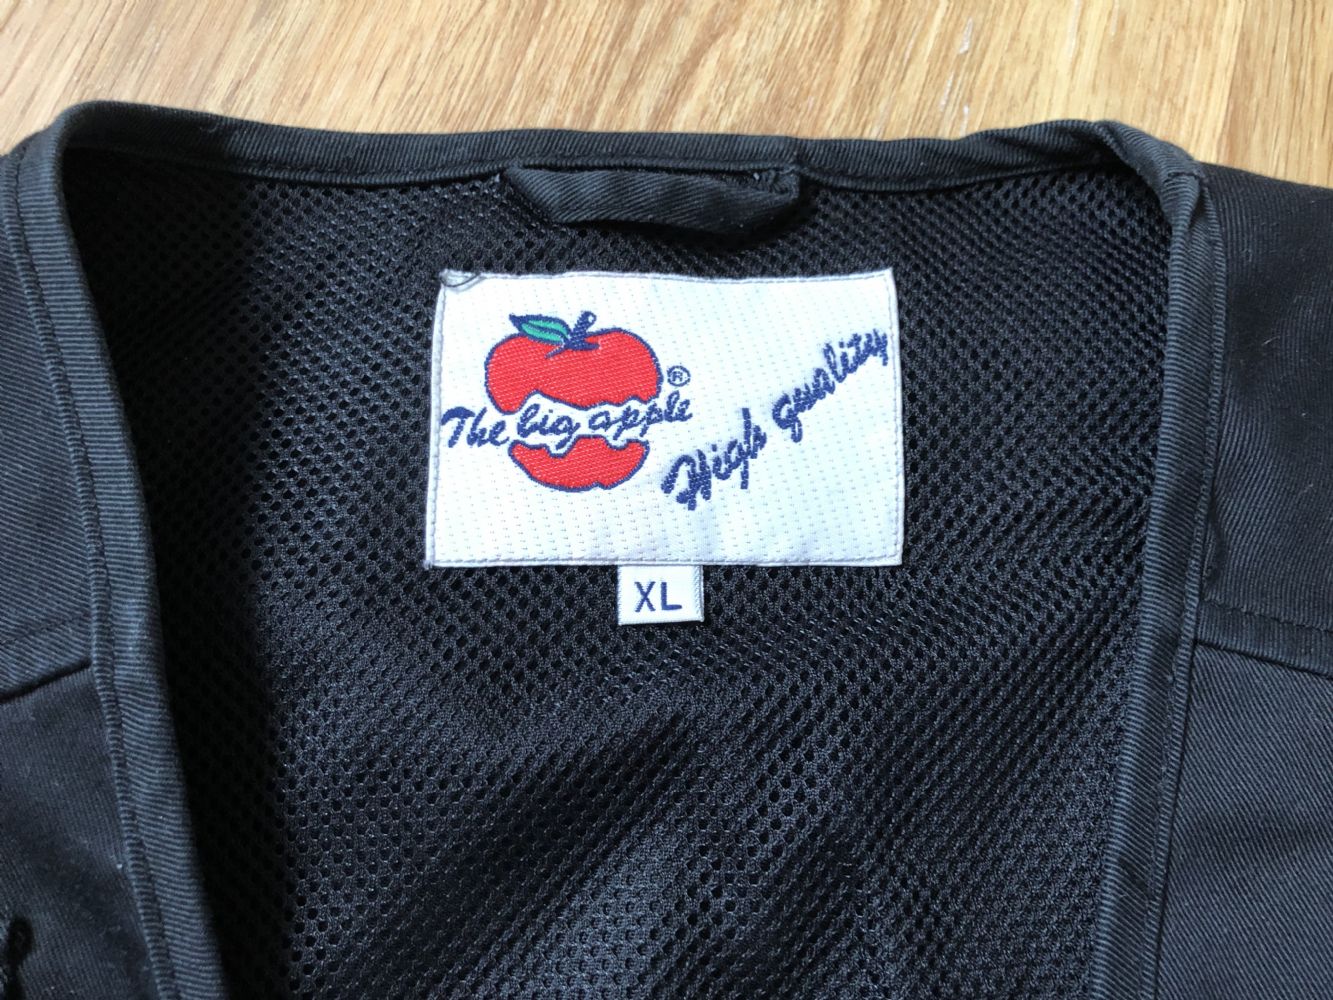 The big apple ®
High quality
XL